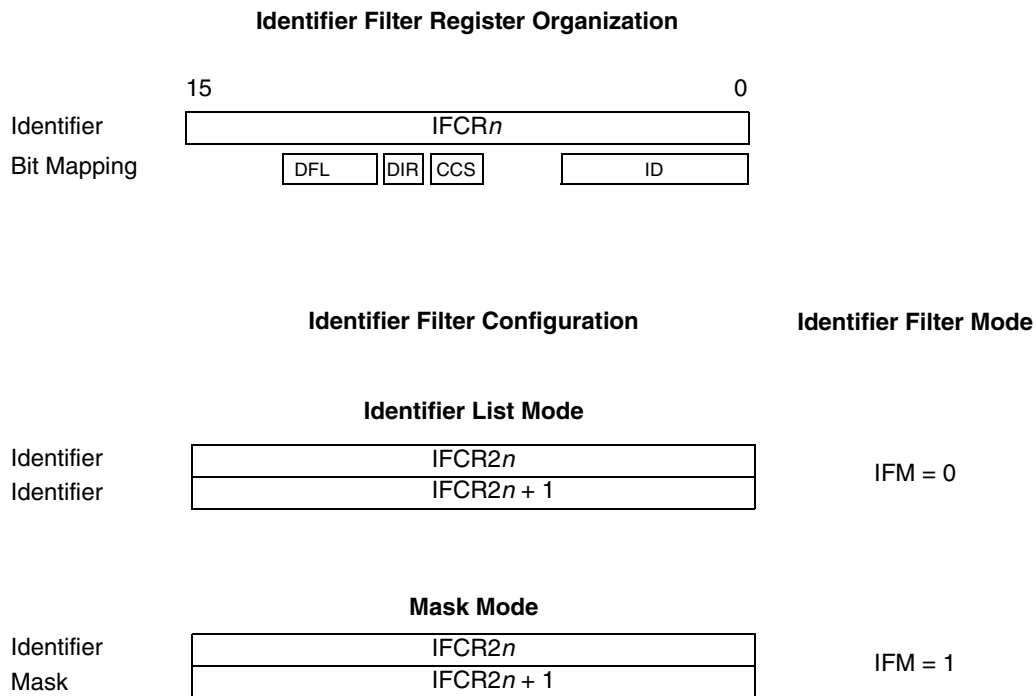 Identifier Filter Register Organization
15 0
Identifier IFCRn
Bit Mapping DFL DIR CCS ID
Identifier Filter Configuration Identifier Filter Mode
Identifier List Mode
Identifier IFCR2n
IFM = 0
Identifier IFCR2n + 1
Mask Mode
Identifier IFCR2n
IFM = 1
Mask IFCR2n + 1